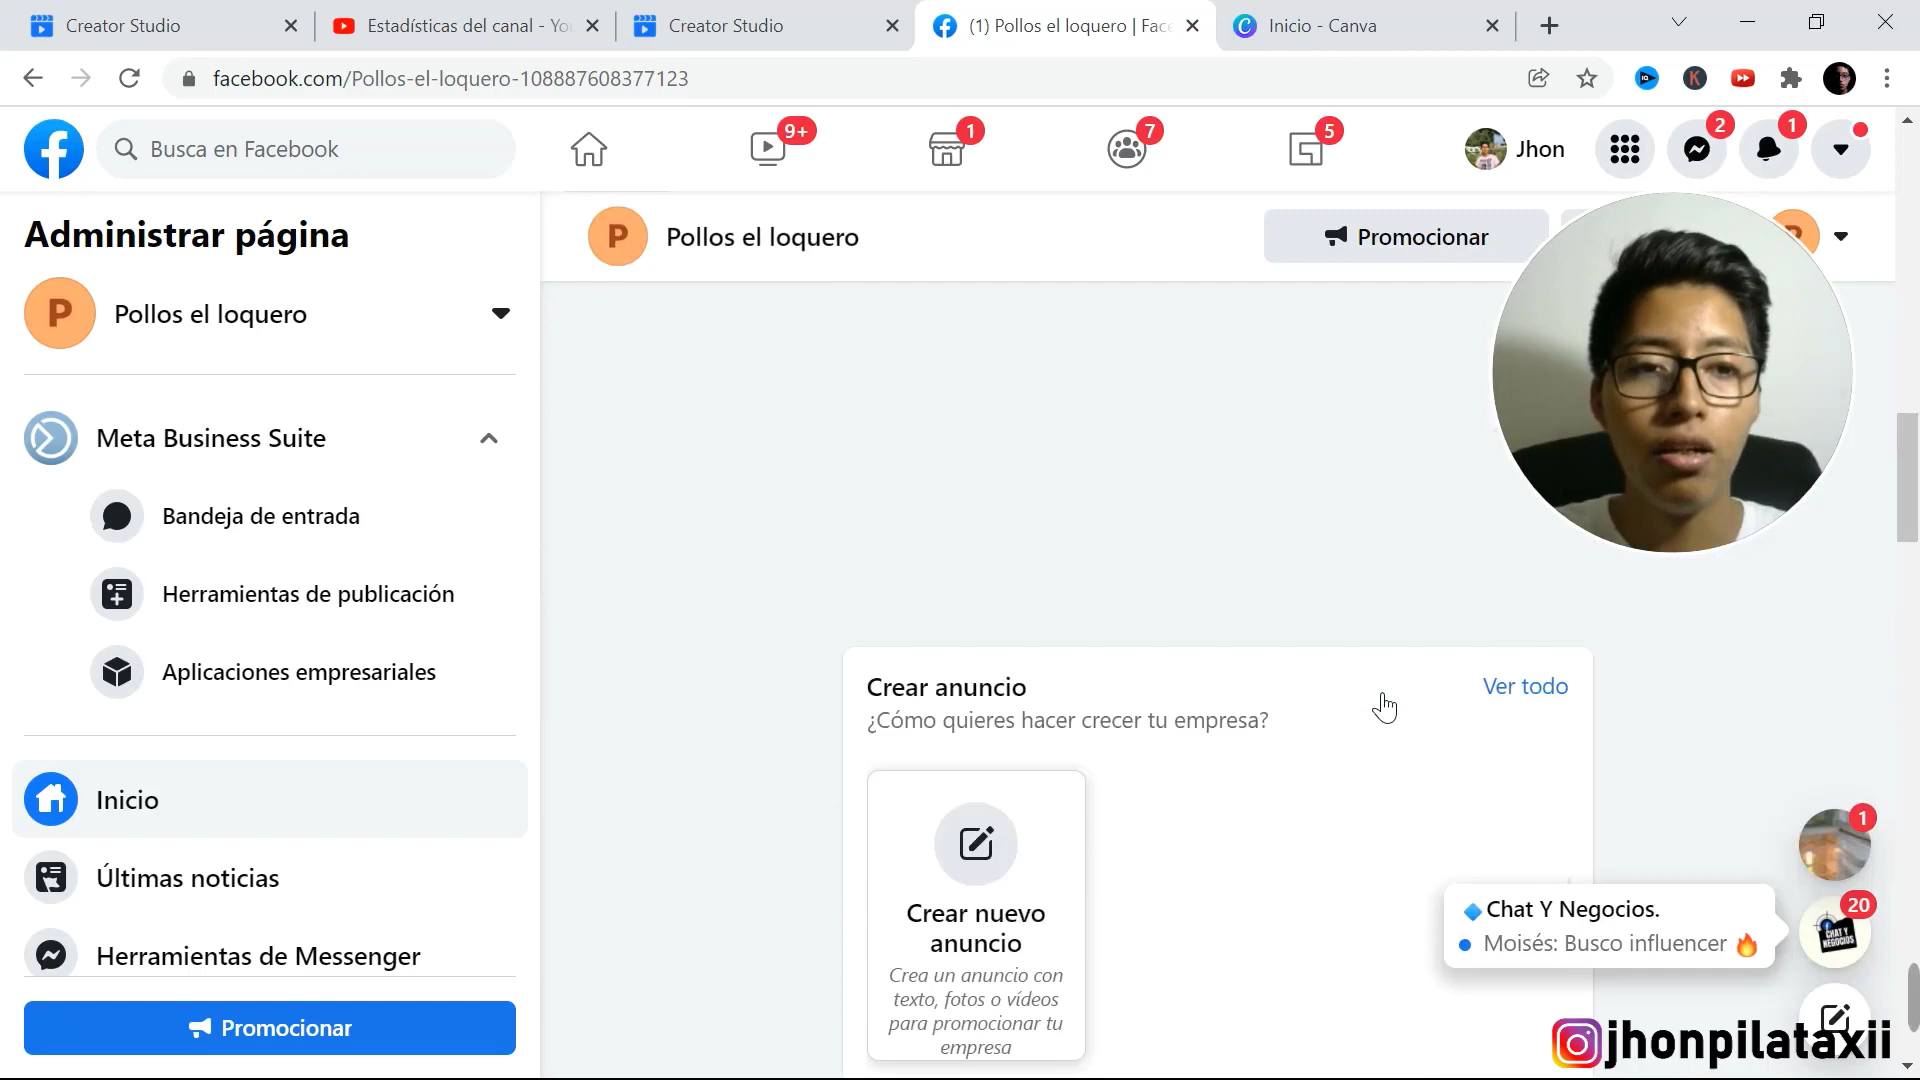 Creator Studio
Estadísticas del canal - Yo
Creator Studio
(1) Pollos el loquero | Face
Inicio - Canva
facebook.com/Pollos-el-loquero-108887608377123
Busca en Facebook
9+
1
7
5
Jhon
2
1
Administrar página
P Pollos el loquero
Meta Business Suite
Bandeja de entrada
Herramientas de publicación
Aplicaciones empresariales
Inicio
Últimas noticias
Herramientas de Messenger
Promocionar
P Pollos el loquero
Promocionar
Crear anuncio
Ver todo
¿Cómo quieres hacer crecer tu empresa?
Crear nuevo
anuncio
Crea un anuncio con
texto, fotos o vídeos
para promocionar tu
empresa
1
Chat Y Negocios.
Moisés: Busco influencer
20
CHAT Y
NEGOCIOS
jhonpilataxii